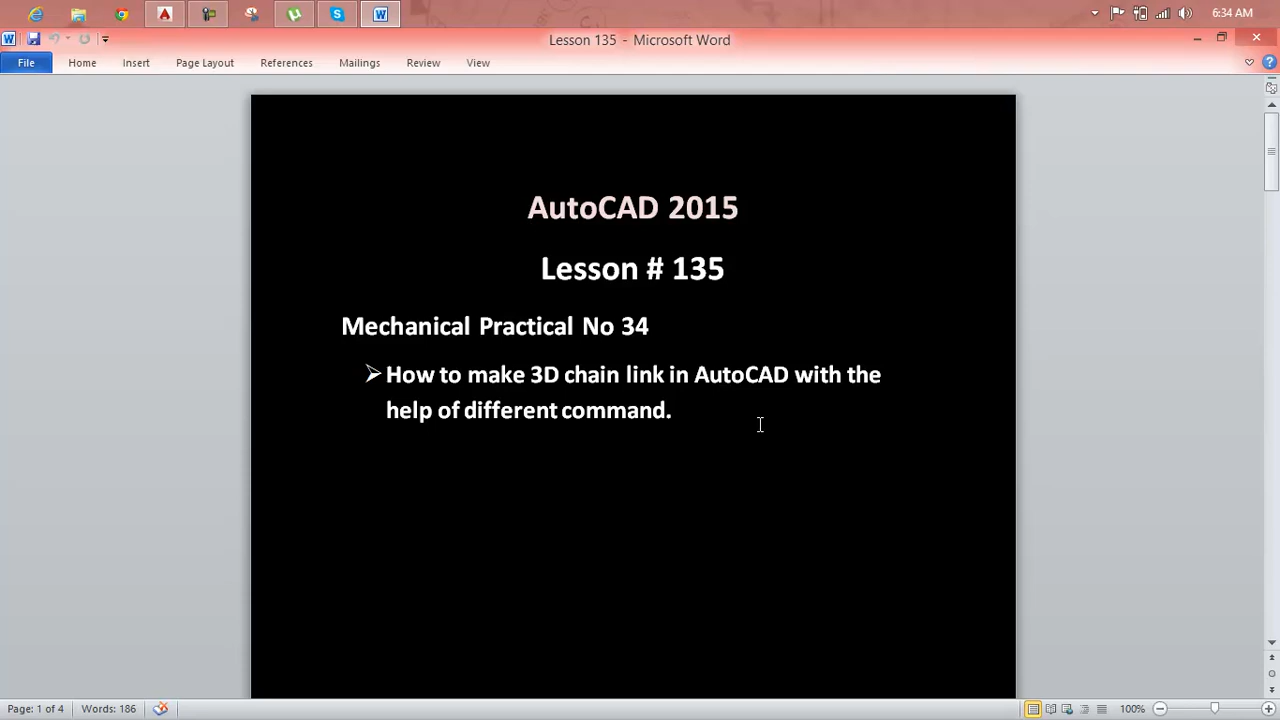 6:34 AM
Lesson 135 - Microsoft Word
File Home Insert Page Layout References Mailings Review View
AutoCAD 2015
Lesson # 135
Mechanical Practical No 34
How to make 3D chain link in AutoCAD with the
help of different command.
Page: 1 of 4 Words: 186 100%